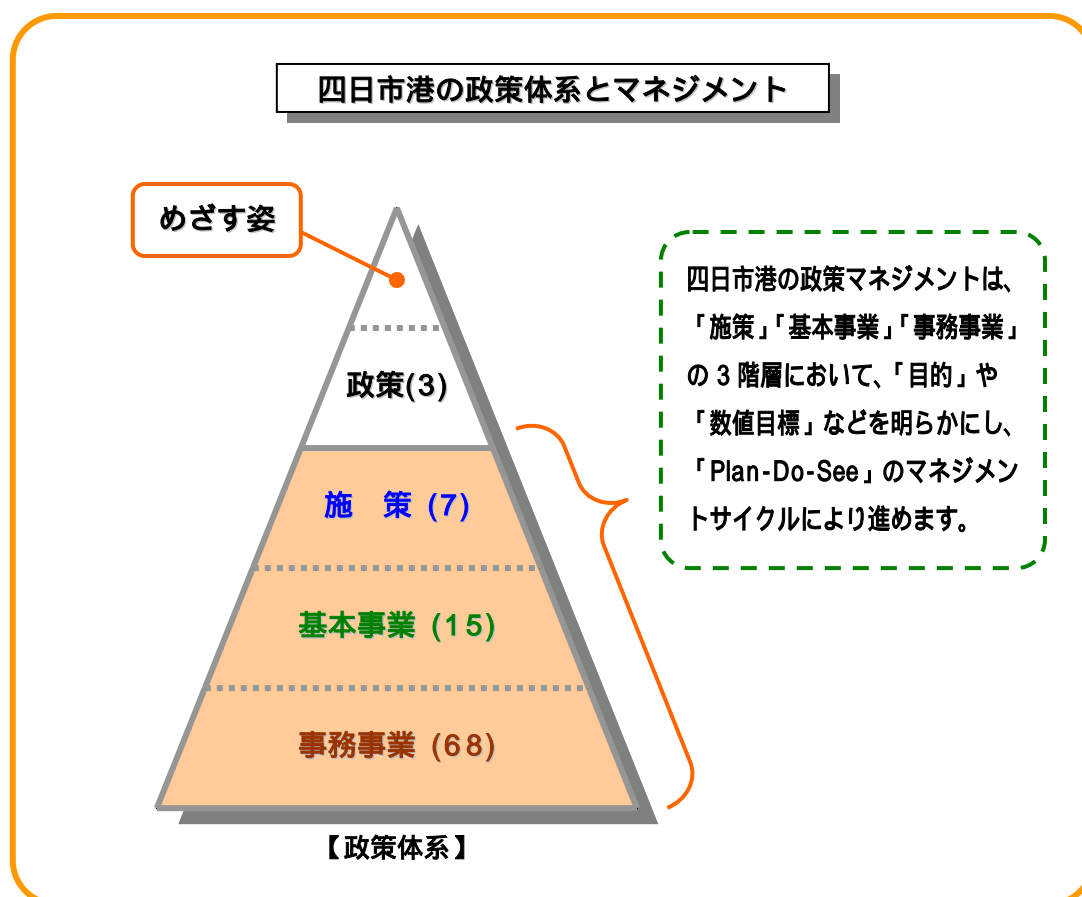 四日市港の政策体系とマネジメント
めざす姿
政策(3)
施　策 (7)
基本事業 (15)
事務事業 (68)
【政策体系】
四日市港の政策マネジメントは、
「施策」「基本事業」「事務事業」
の 3 階層において、「目的」や
「数値目標」などを明らかにし、
「Plan-Do-See」のマネジメン
トサイクルにより進めます。